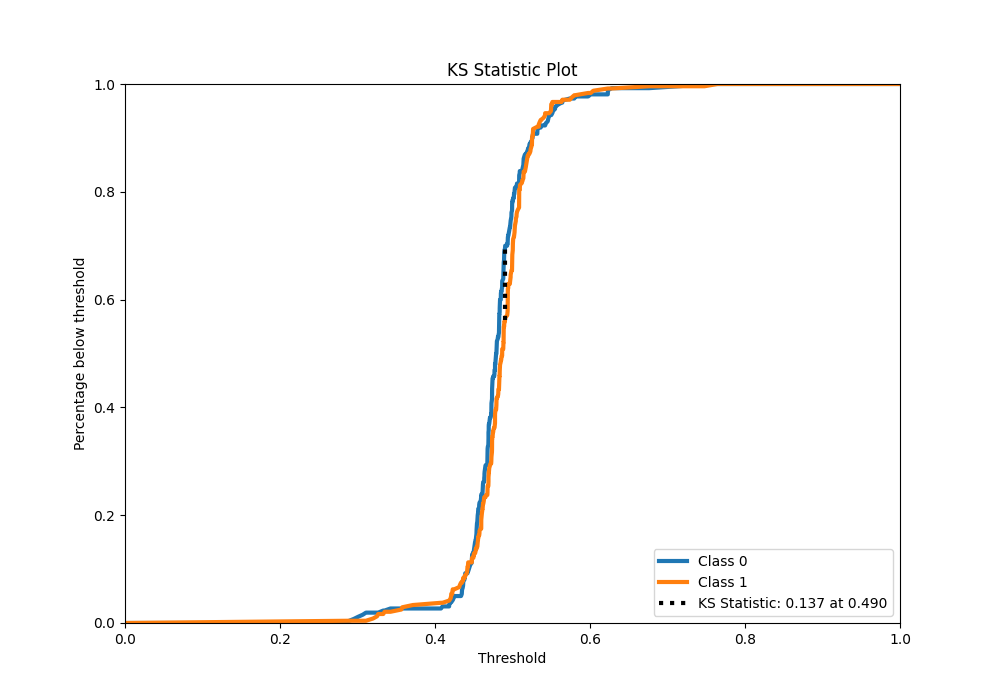 KS Statistic Plot
1.0
0.8
0.6
0.4
0.2
0.0
Percentage below threshold
0.0 0.2 0.4 0.6 0.8 1.0
Threshold
Class 0
Class 1
KS Statistic: 0.137 at 0.490